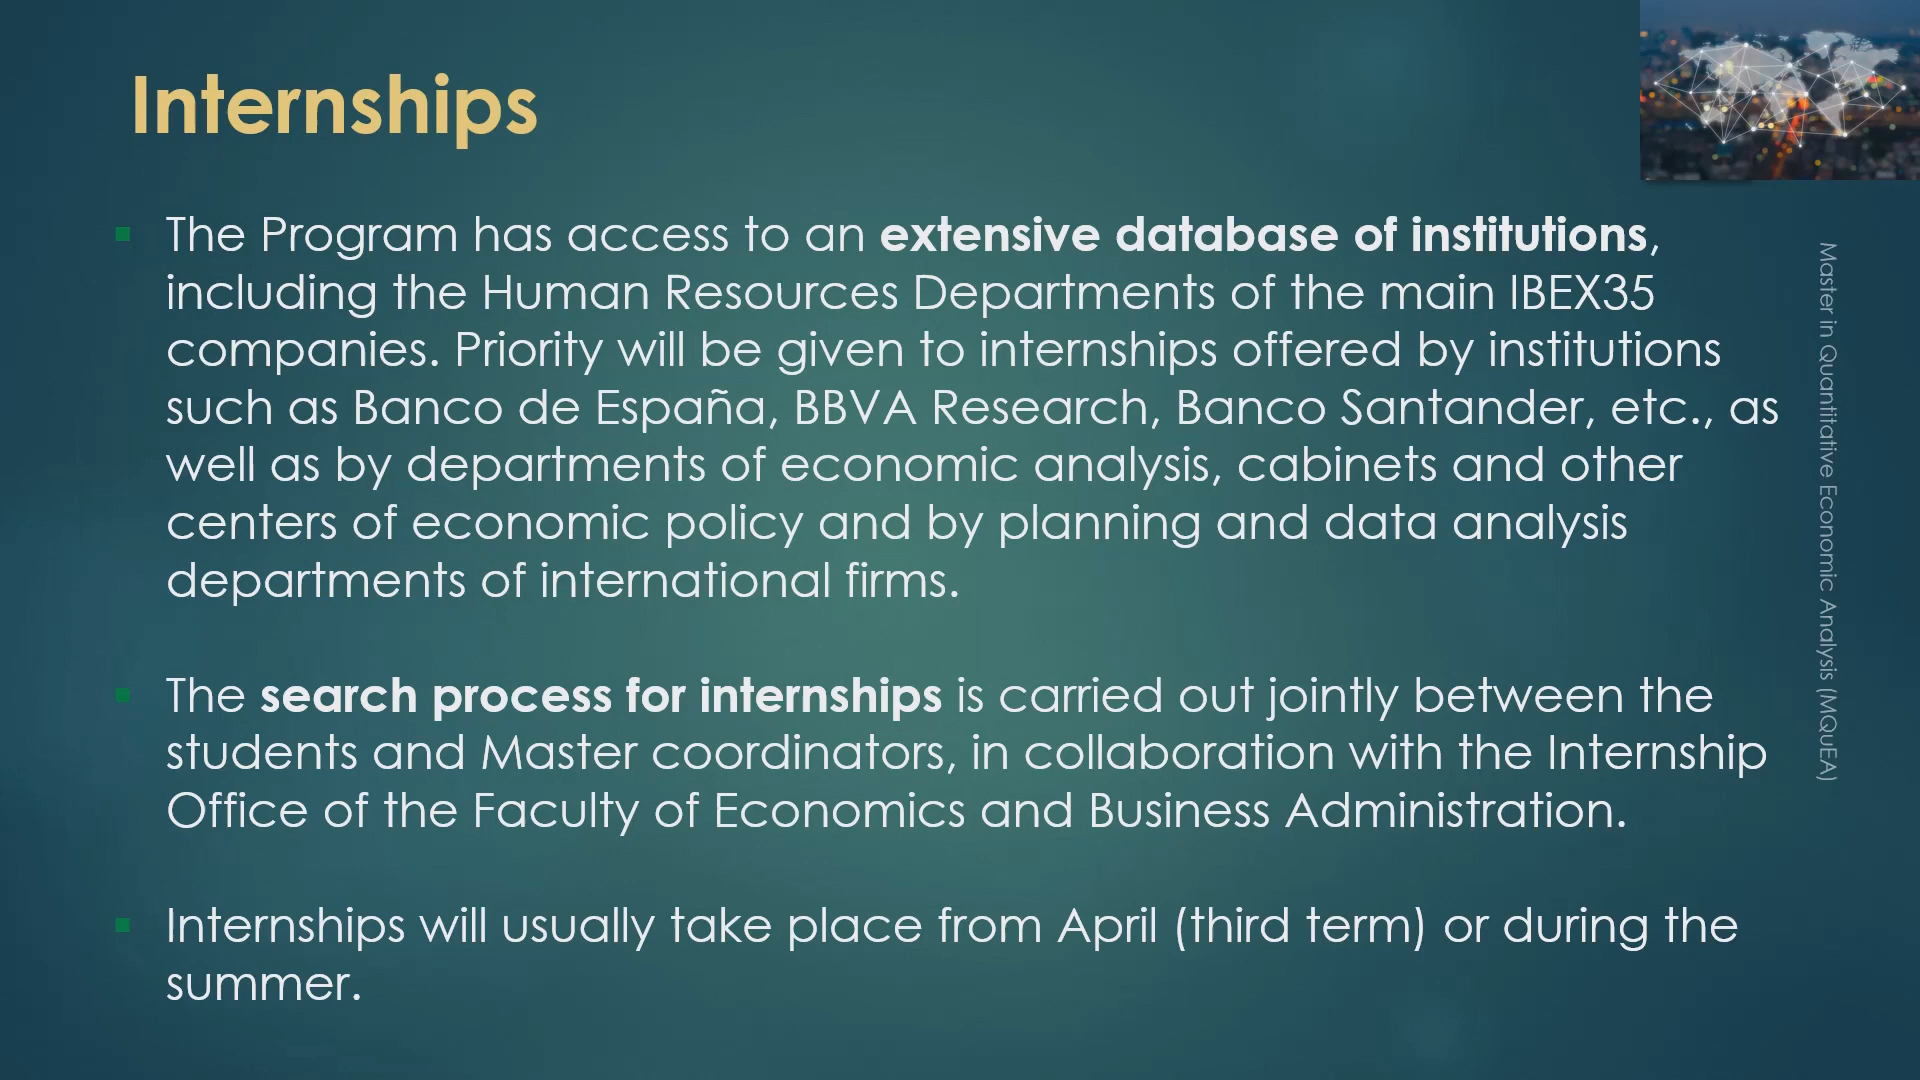 Internships
The Program has access to an extensive database of institutions,
including the Human Resources Departments of the main IBEX35
companies. Priority will be given to internships offered by institutions
such as Banco de España, BBVA Research, Banco Santander, etc., as
well as by departments of economic analysis, cabinets and other
centers of economic policy and by planning and data analysis
departments of international firms.
The search process for internships is carried out jointly between the
students and Master coordinators, in collaboration with the Internship
Office of the Faculty of Economics and Business Administration.
Internships will usually take place from April (third term) or during the
summer.
Master in Quantitative Economic Analysis (MQuEA)